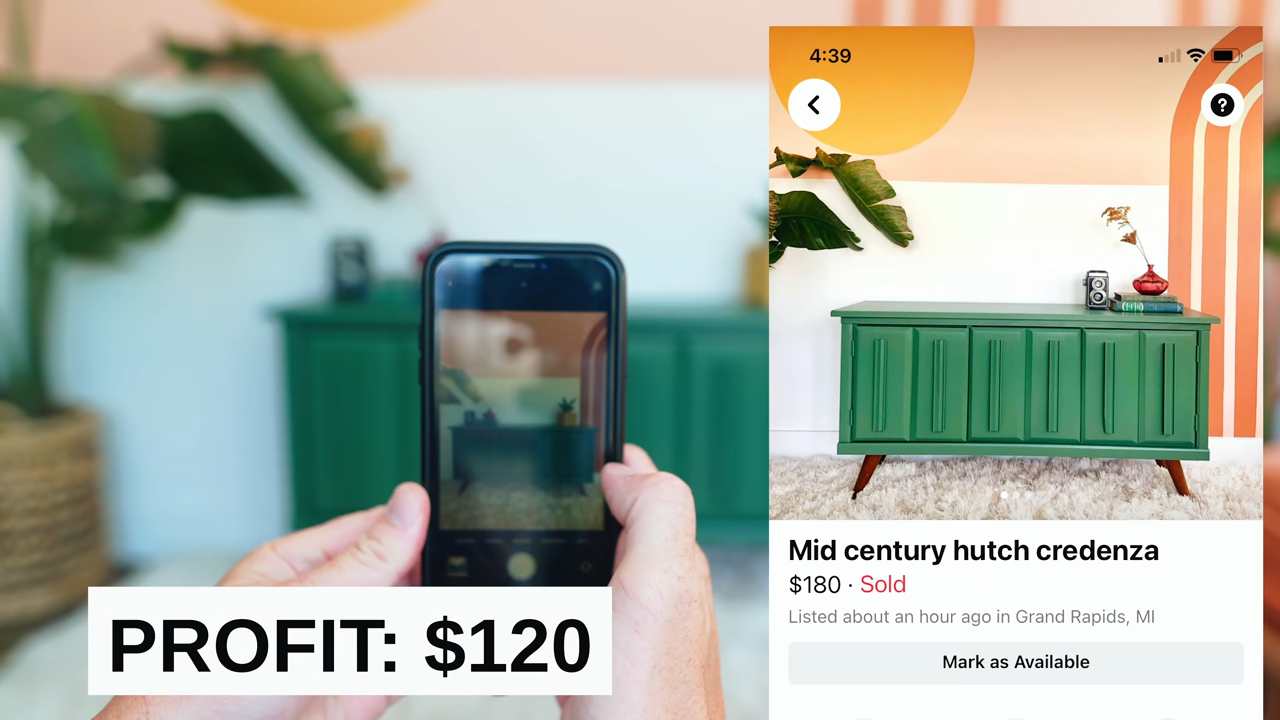 PROFIT: $120
4:39
Mid century hutch credenza
$180 · Sold
Listed about an hour ago in Grand Rapids, MI
Mark as Available